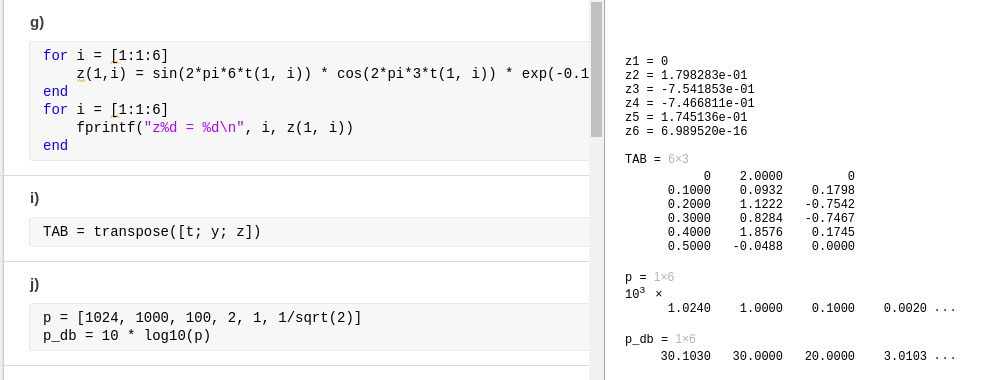 g)
for i = [1:1:6]
z(1,i) = sin(2*pi*6*t(1, i)) * cos(2*pi*3*t(1, i)) * exp(-0.1
end
for i = [1:1:6]
fprintf("z%d = %d\n", i, z(1, i))
end
i)
TAB = transpose([t; y; z])
j)
p = [1024, 1000, 100, 2, 1, 1/sqrt(2)]
p_db = 10 * log10(p)
z1 = 0
z2 = 1.798283e-01
z3 = -7.541853e-01
z4 = -7.466811e-01
z5 = 1.745136e-01
z6 = 6.989520e-16
TAB = 6×3
0 2.0000 0
0.1000 0.0932 0.1798
0.2000 1.1222 -0.7542
0.3000 0.8284 -0.7467
0.4000 1.8576 0.1745
0.5000 -0.0488 0.0000
p = 1×6
10³ ×
1.0240 1.0000 0.1000 0.0020 ...
p_db = 1×6
30.1030 30.0000 20.0000 3.0103 ...